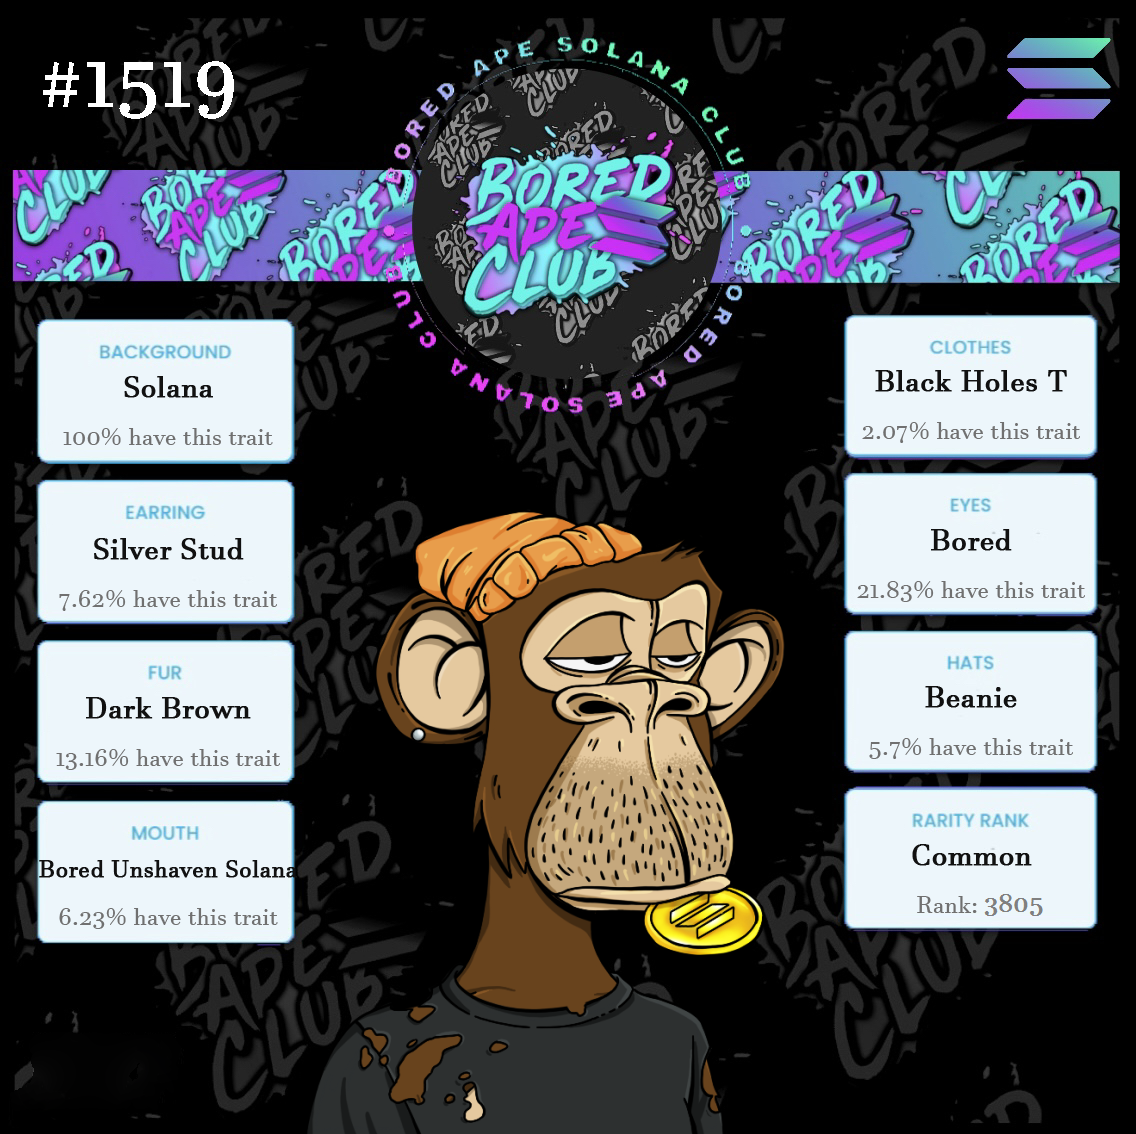 #1519
BORED APE SOLANA CLUB
BORED
APE
CLUB
BORED APE SOLANA CLUB
BACKGROUND
Solana
100% have this trait
EARRING
Silver Stud
7.62% have this trait
FUR
Dark Brown
13.16% have this trait
MOUTH
Bored Unshaven Solana
6.23% have this trait
CLOTHES
Black Holes T
2.07% have this trait
EYES
Bored
21.83% have this trait
HATS
Beanie
5.7% have this trait
RARITY RANK
Common
Rank: 3805